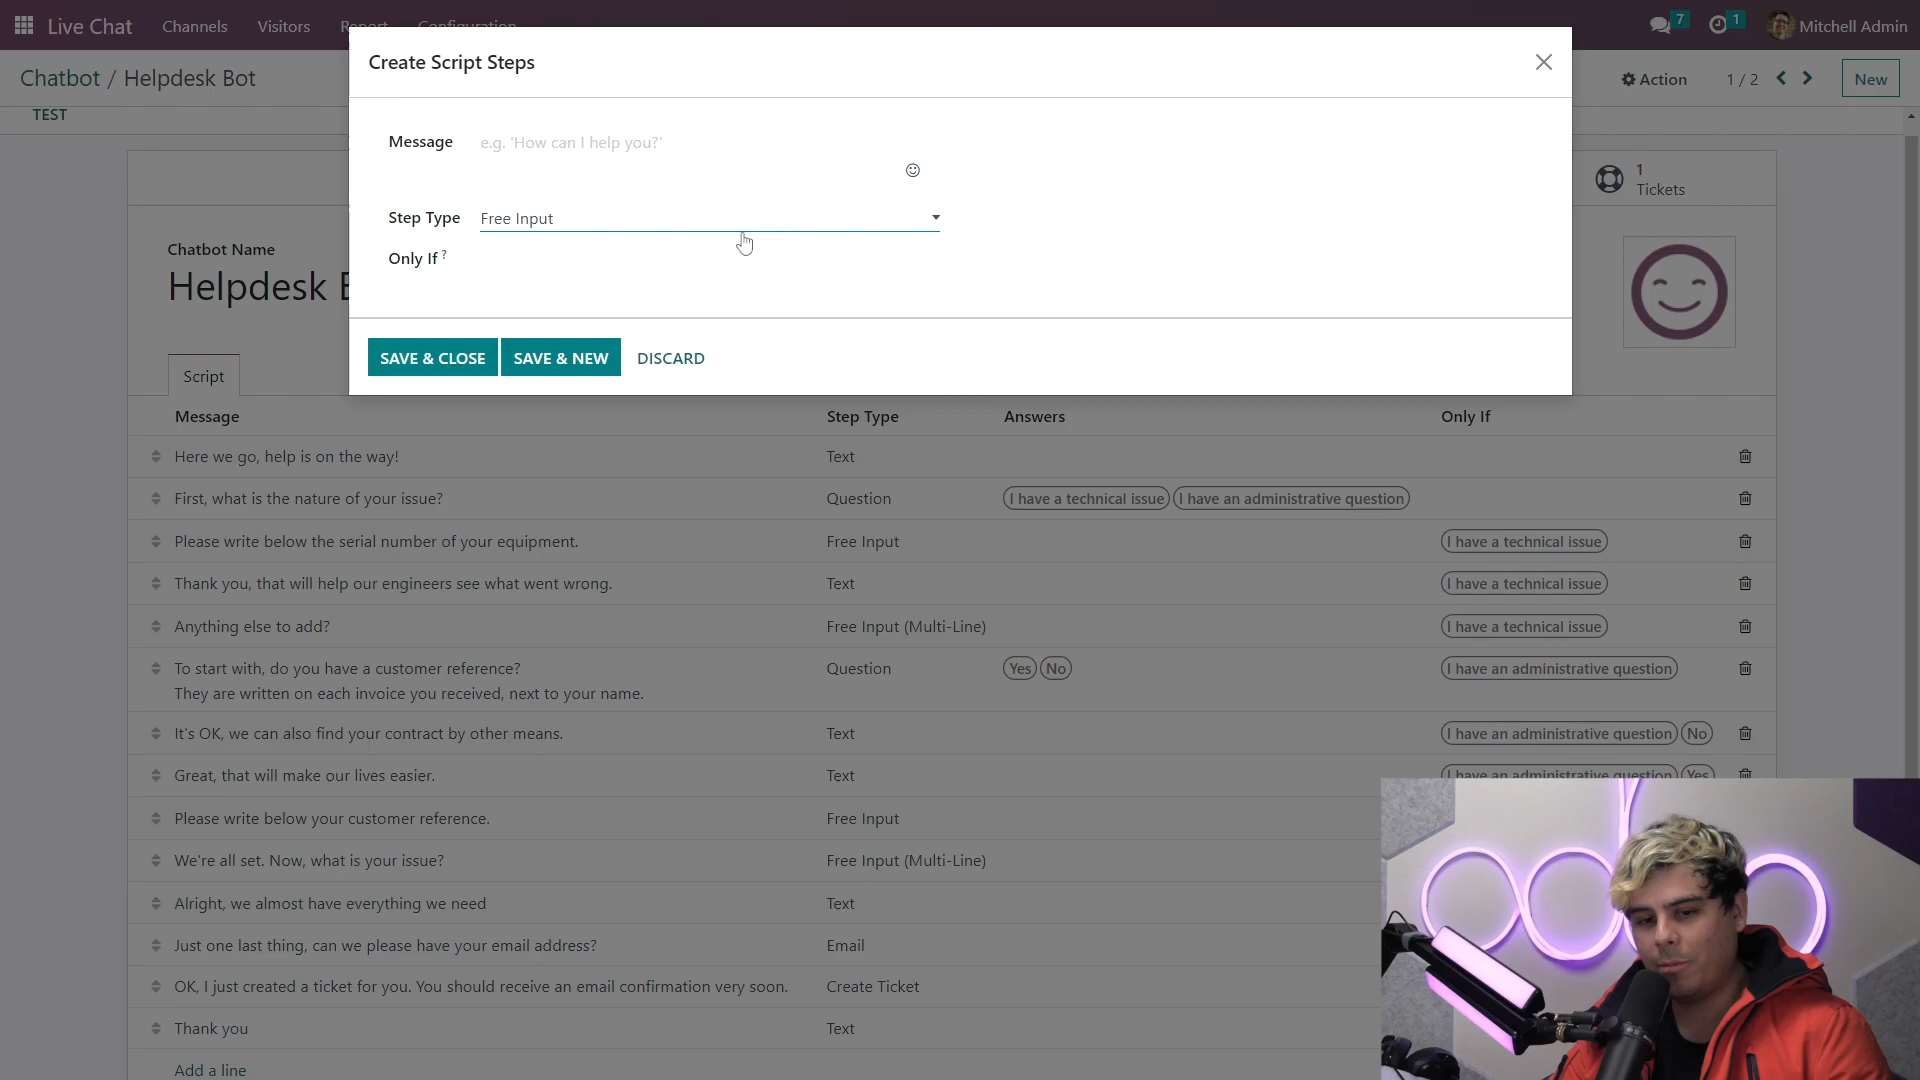 Live Chat Channels Visitors Report Configuration 7 1 Mitchell Admin
Chatbot / Helpdesk Bot Action 1 / 2 New
TEST
Create Script Steps
Message e.g. 'How can I help you?'
Step Type Free Input
Only If ?
SAVE & CLOSE SAVE & NEW DISCARD
1
Tickets
Chatbot Name
Helpdesk
Script
Message Step Type Answers Only If
Here we go, help is on the way! Text
First, what is the nature of your issue? Question I have a technical issue I have an administrative question
Please write below the serial number of your equipment. Free Input I have a technical issue
Thank you, that will help our engineers see what went wrong. Text I have a technical issue
Anything else to add? Free Input (Multi-Line) I have a technical issue
To start with, do you have a customer reference? Question Yes No I have an administrative question
They are written on each invoice you received, next to your name.
It's OK, we can also find your contract by other means. Text I have an administrative question No
Great, that will make our lives easier. Text I have an administrative question Yes
Please write below your customer reference. Free Input
We're all set. Now, what is your issue? Free Input (Multi-Line)
Alright, we almost have everything we need Text
Just one last thing, can we please have your email address? Email
OK, I just created a ticket for you. You should receive an email confirmation very soon. Create Ticket
Thank you Text
Add a line